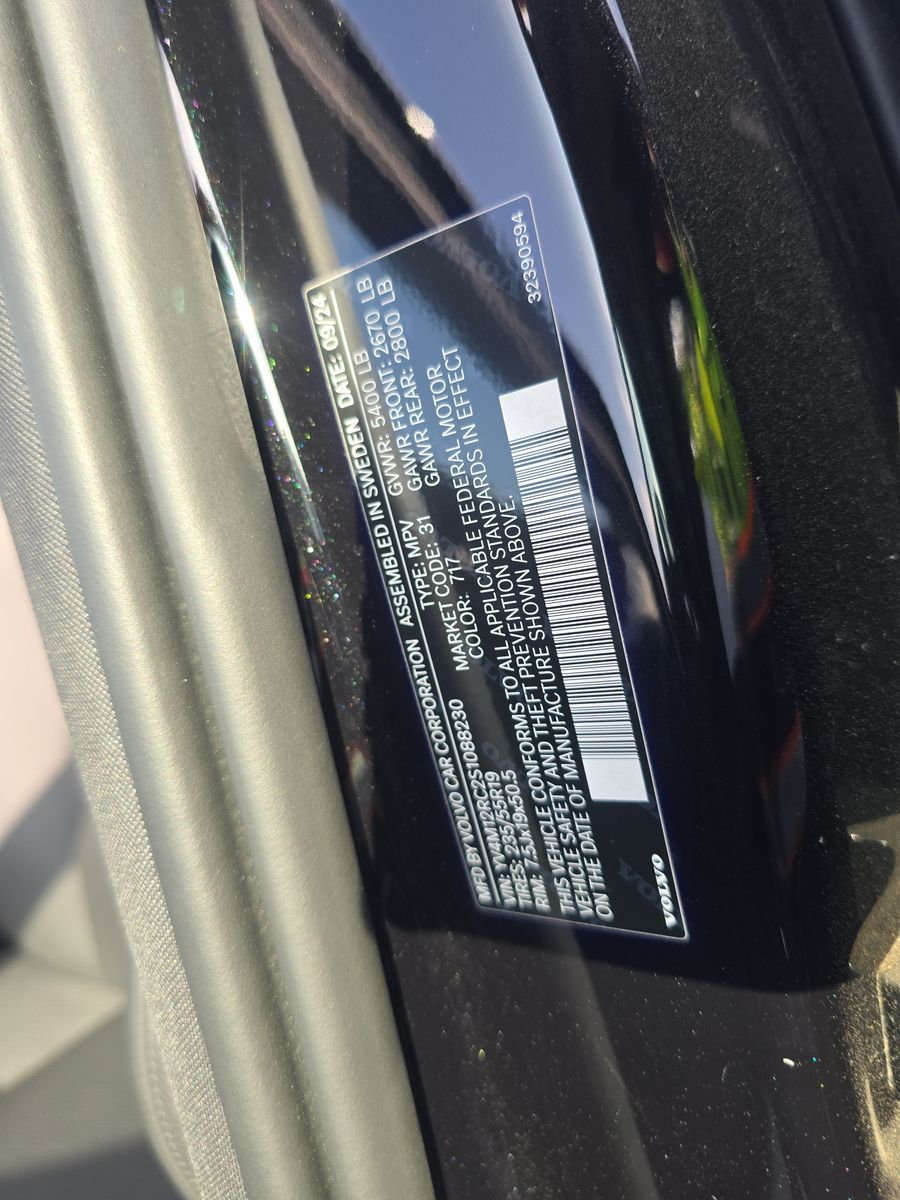 MFD BY VOLVO CAR CORPORATION ASSEMBLED IN SWEDEN DATE: 09/24
VIN: YV4M12RC2S1088230 TYPE: MPV GVWR: 5400 LB
TIRES: 235/55R19 MARKET CODE: 31 GAWR FRONT: 2670 LB
RIM: 7.5Jx19x50.5 COLOR: 717 GAWR REAR: 2800 LB
THIS VEHICLE CONFORMS TO ALL APPLICABLE FEDERAL MOTOR
VEHICLE SAFETY AND THEFT PREVENTION STANDARDS IN EFFECT
ON THE DATE OF MANUFACTURE SHOWN ABOVE.
VOLVO
32390594